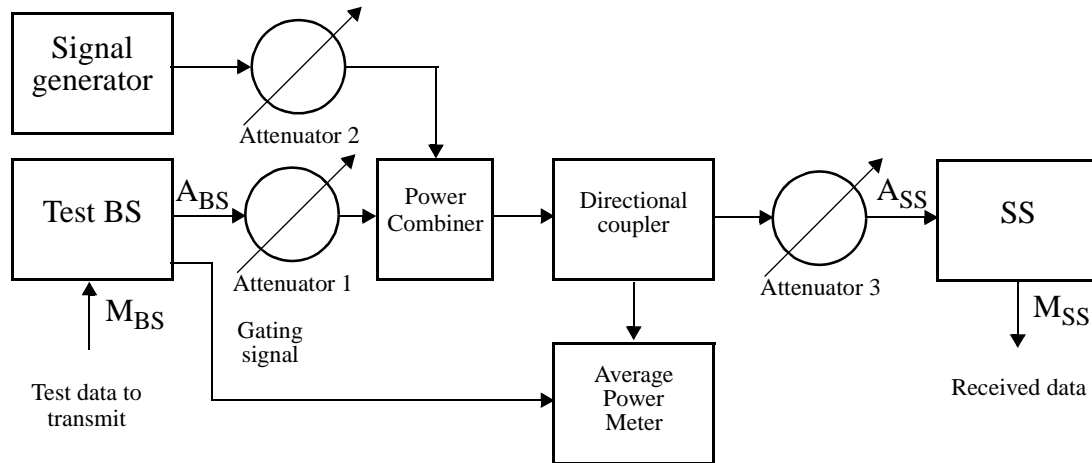 Signal
generator
Attenuator 2
Test BS
A_BS
Attenuator 1
Power
Combiner
Directional
coupler
Attenuator 3
A_SS
SS
M_BS
Test data to
transmit
Gating
signal
Average
Power
Meter
M_SS
Received data